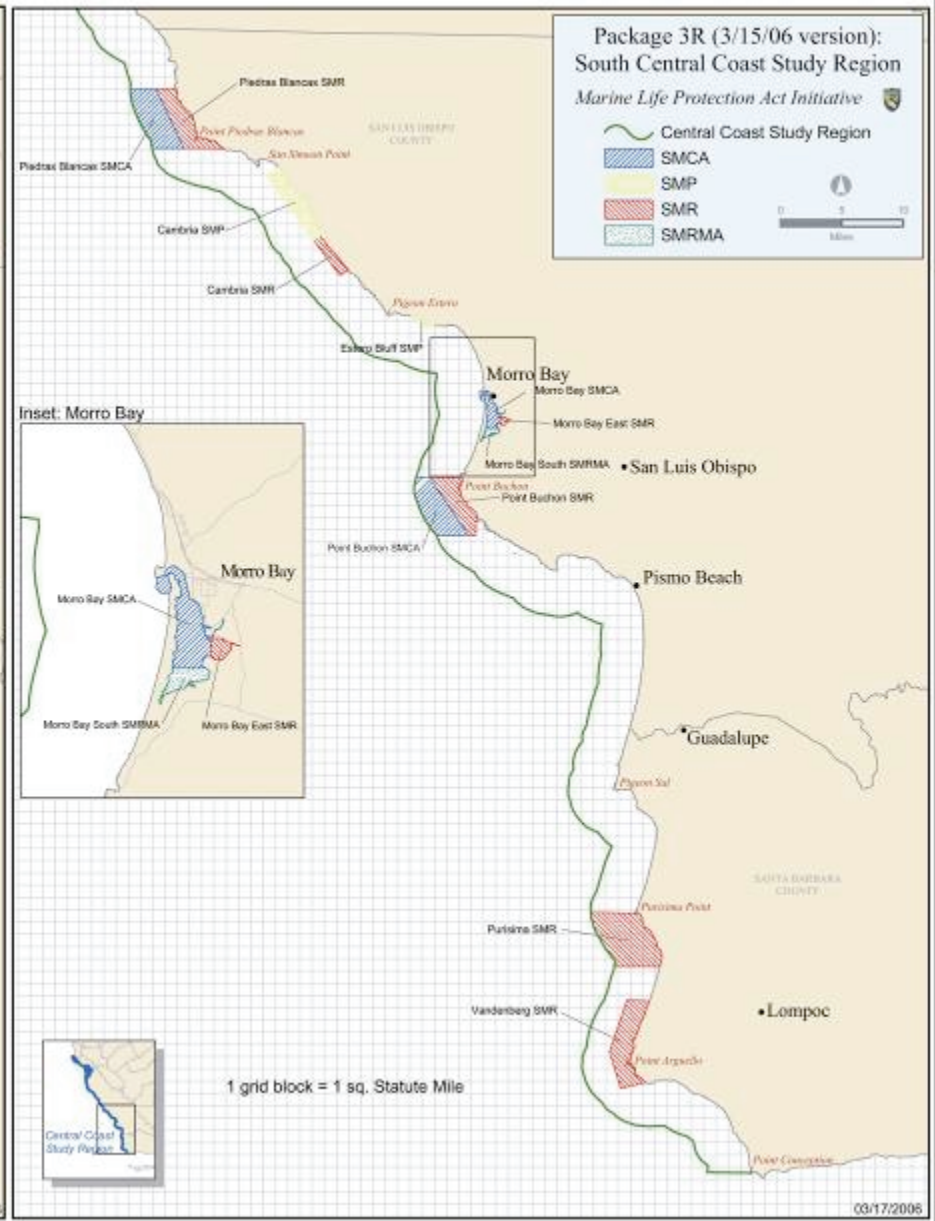 Package 3R (3/15/06 version):
South Central Coast Study Region
Marine Life Protection Act Initiative
Central Coast Study Region
SMCA
SMP
SMR
SMRMA
0 5 10
Miles
Piedras Blancas SMR
SAN LUIS OBISPO
COUNTY
Point Piedras Blancas
San Simeon Point
Piedras Blancas SMCA
Cambria SMP
Cambria SMR
Pigeon Estero
Estero Bluff SMP
Morro Bay
Morro Bay SMCA
Morro Bay East SMR
Morro Bay South SMRMA
San Luis Obispo
Point Buchon
Point Buchon SMR
Point Buchon SMCA
Pismo Beach
Inset: Morro Bay
Morro Bay
Morro Bay SMCA
Morro Bay South SMRMA
Morro Bay East SMR
Guadalupe
Pigeon Sal
SANTA BARBARA
COUNTY
Purisima Point
Purisima SMR
Vandenberg SMR
Lompoc
Point Arguello
1 grid block = 1 sq. Statute Mile
Central Coast
Study Region
Point Conception
03/17/2006